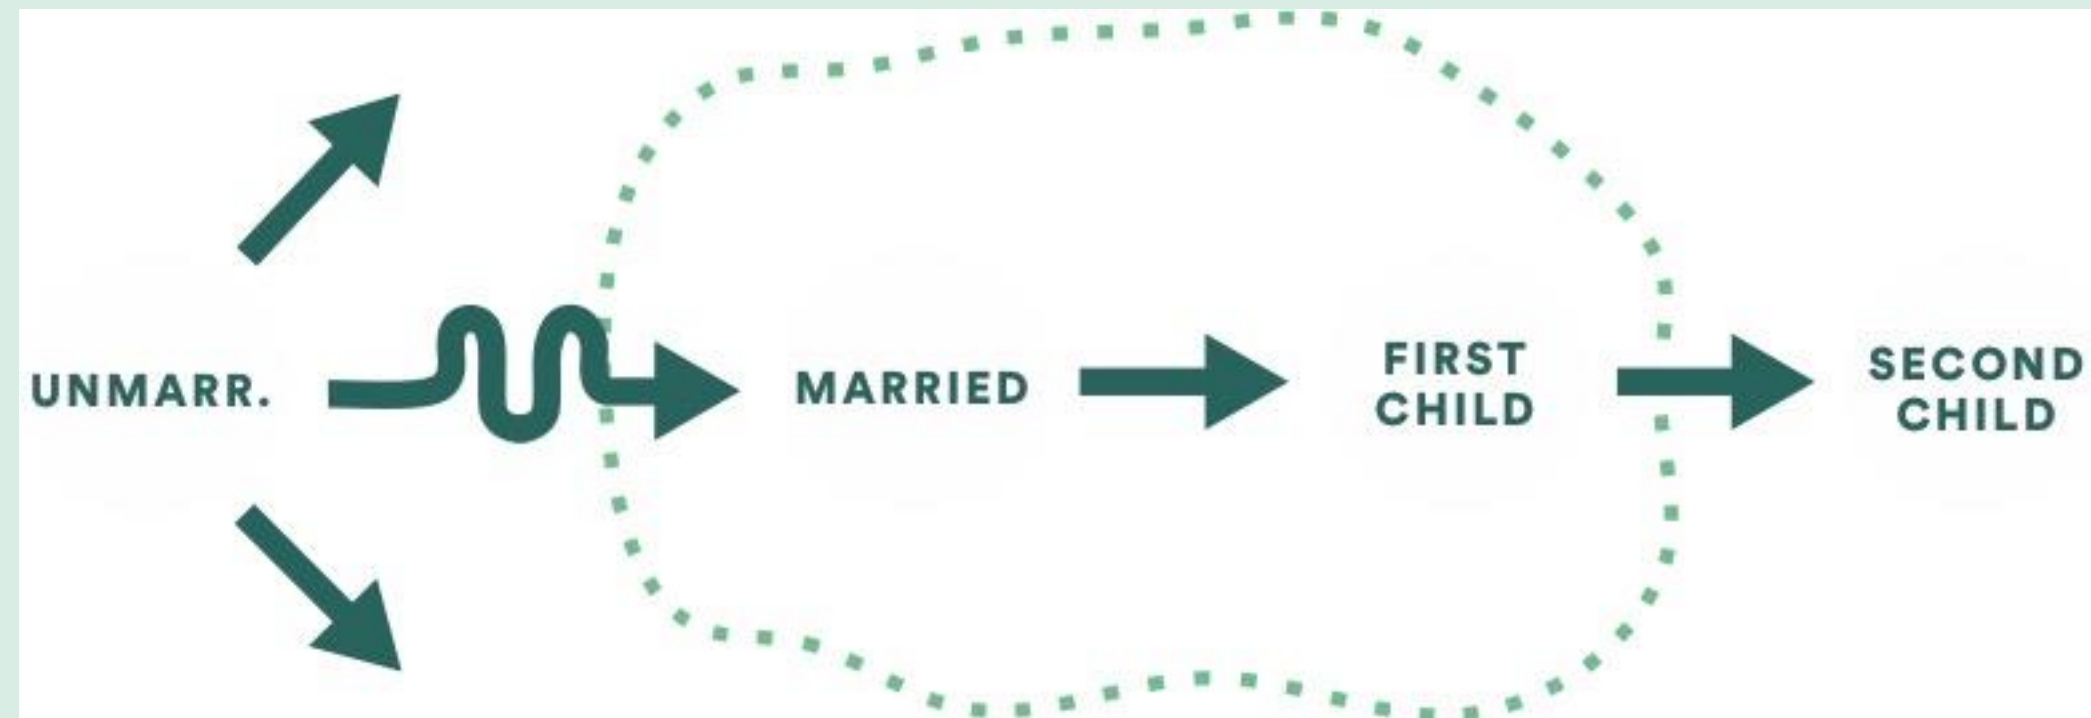 UNMARR.
MARRIED
FIRST
CHILD
SECOND
CHILD